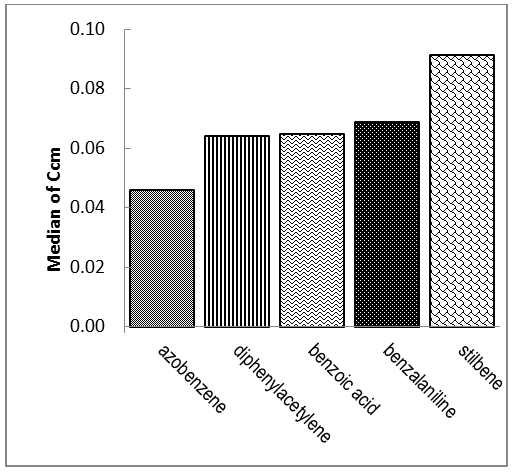 0.10
0.08
0.06
0.04
0.02
0.00
Median of Ccm
azobenzene
diphenylacetylene
benzoic acid
benzalaniline
stilbene